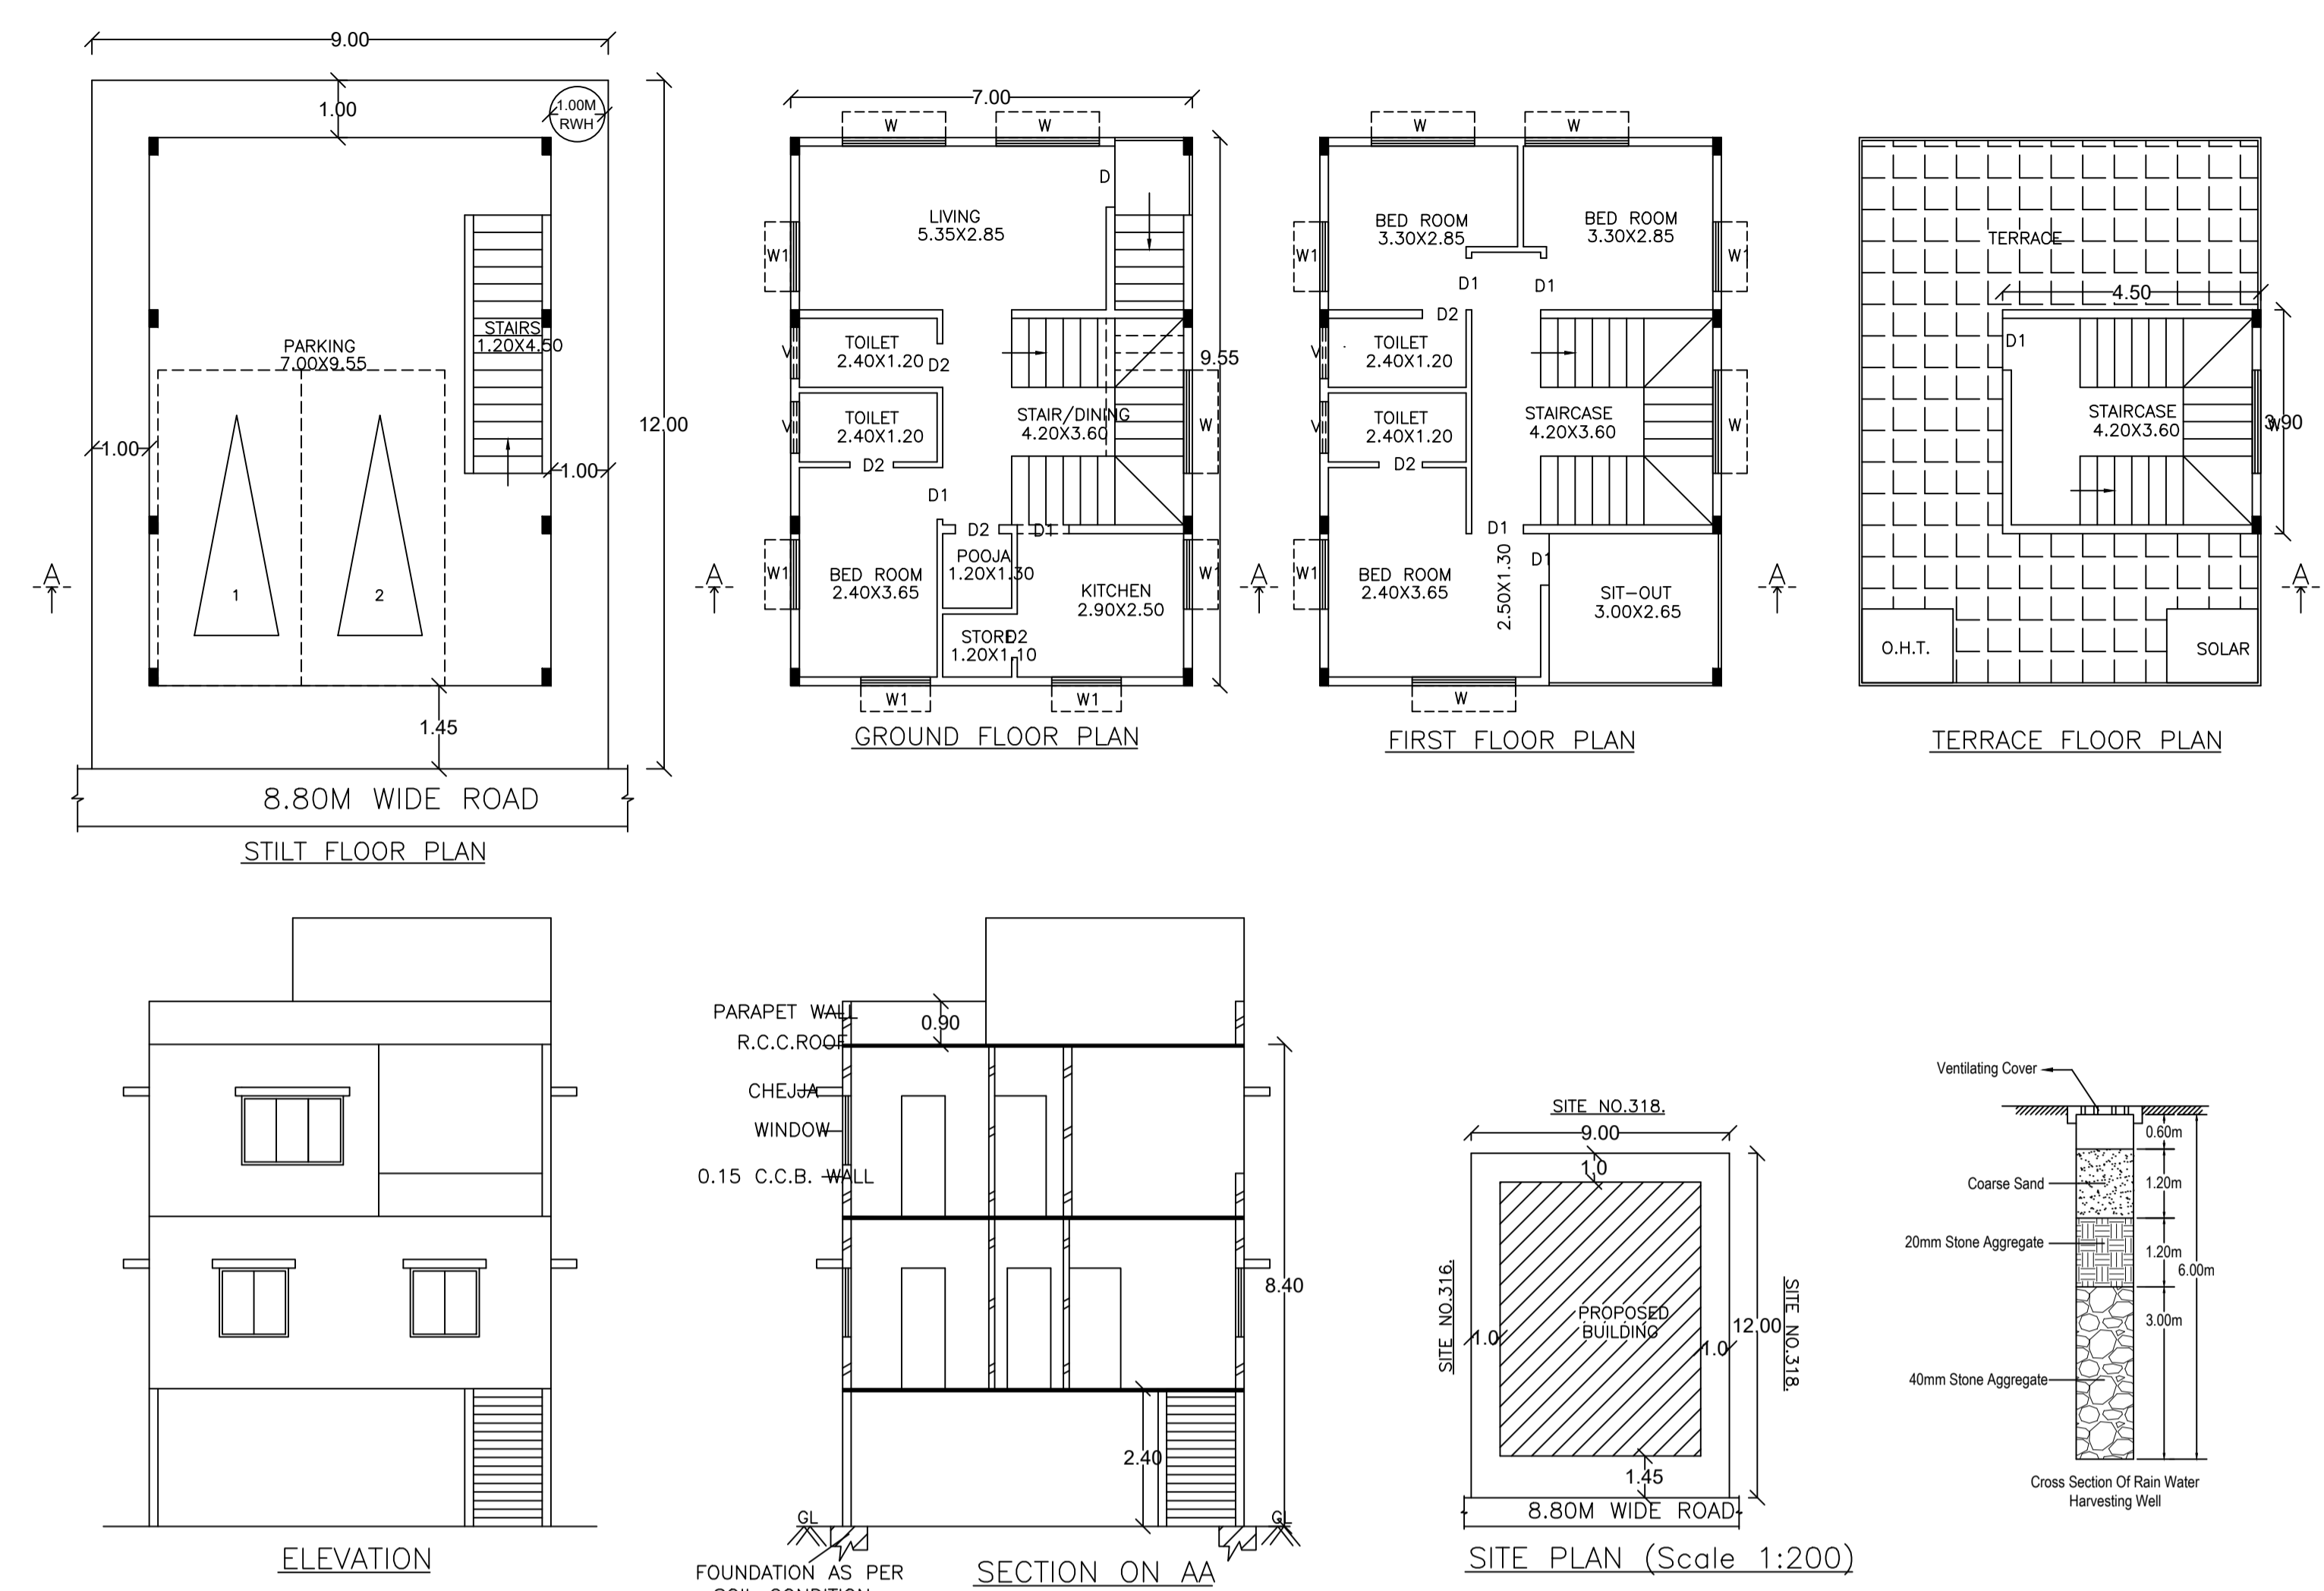 9.00
1.00
1.00M
RWH
STAIRS
1.20X4.50
PARKING
7.00X9.55
12.00
1.00
1.00
A
1
2
1.45
8.80M WIDE ROAD
STILT FLOOR PLAN
7.00
W
W
D
LIVING
5.35X2.85
W1
TOILET
2.40X1.20
D2
V
9.55
TOILET
2.40X1.20
V
STAIR/DINING
4.20X3.60
W
D2
D1
D2
D1
POOJA
1.20X1.30
A
W1
BED ROOM
2.40X3.65
KITCHEN
2.90X2.50
W1
STORE
D2
1.20X1.10
W1
W1
GROUND FLOOR PLAN
W
W
BED ROOM
3.30X2.85
BED ROOM
3.30X2.85
W1
W1
D1
D1
D2
TOILET
2.40X1.20
V
TOILET
2.40X1.20
V
STAIRCASE
4.20X3.60
W
D2
D1
D1
A
W1
BED ROOM
2.40X3.65
2.50X1.30
SIT-OUT
3.00X2.65
A
W
FIRST FLOOR PLAN
TERRACE
4.50
D1
STAIRCASE
4.20X3.60
W
3.90
A
O.H.T.
SOLAR
TERRACE FLOOR PLAN
ELEVATION
PARAPET WALL
0.90
R.C.C.ROOF
CHEJJA
WINDOW
0.15 C.C.B. WALL
8.40
2.40
GL
GL
FOUNDATION AS PER
SOIL CONDITION
SECTION ON AA
SITE NO.318.
9.00
1.0
SITE NO.316.
PROPOSED
BUILDING
1.0
1.0
12.00
SITE NO.318.
1.45
8.80M WIDE ROAD
SITE PLAN (Scale 1:200)
Ventilating Cover
0.60m
Coarse Sand
1.20m
20mm Stone Aggregate
1.20m
6.00m
3.00m
40mm Stone Aggregate
Cross Section Of Rain Water
Harvesting Well